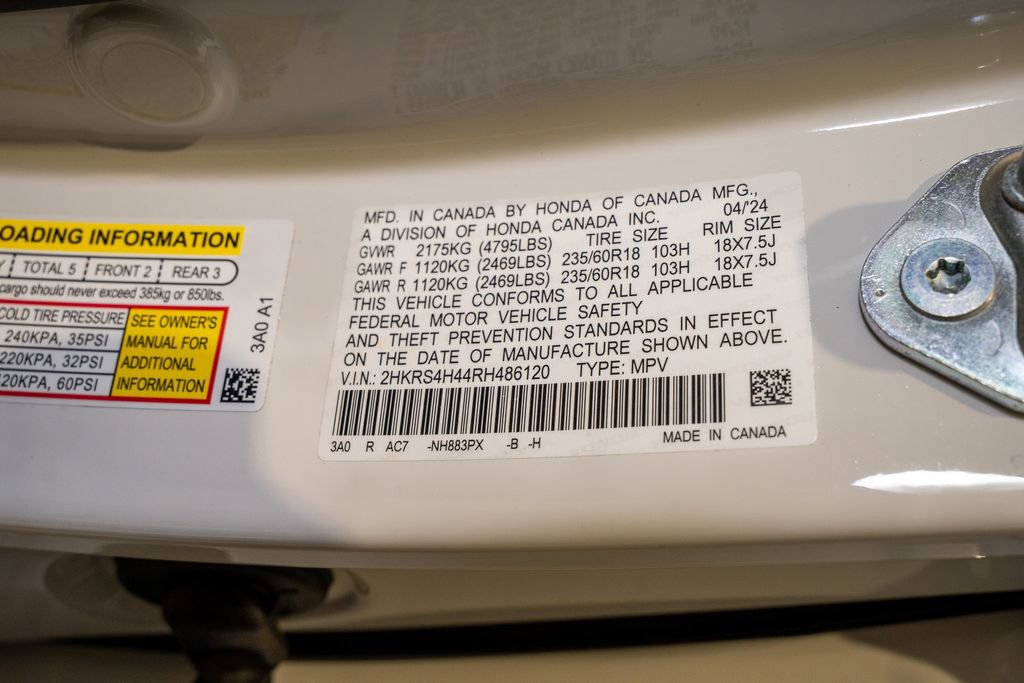 OADING INFORMATION
TOTAL 5 FRONT 2 REAR 3
cargo should never exceed 385kg or 850lbs.
COLD TIRE PRESSURE
240KPA, 35PSI
220KPA, 32PSI
420KPA, 60PSI
SEE OWNER'S
MANUAL FOR
ADDITIONAL
INFORMATION
3A0 A1
MFD. IN CANADA BY HONDA OF CANADA MFG.,
A DIVISION OF HONDA CANADA INC. 04/'24
GVWR 2175KG (4795LBS) TIRE SIZE RIM SIZE
GAWR F 1120KG (2469LBS) 235/60R18 103H 18X7.5J
GAWR R 1120KG (2469LBS) 235/60R18 103H 18X7.5J
THIS VEHICLE CONFORMS TO ALL APPLICABLE
FEDERAL MOTOR VEHICLE SAFETY
AND THEFT PREVENTION STANDARDS IN EFFECT
ON THE DATE OF MANUFACTURE SHOWN ABOVE.
V.I.N.: 2HKRS4H44RH486120 TYPE: MPV
3A0 R AC7 -NH883PX -B -H MADE IN CANADA